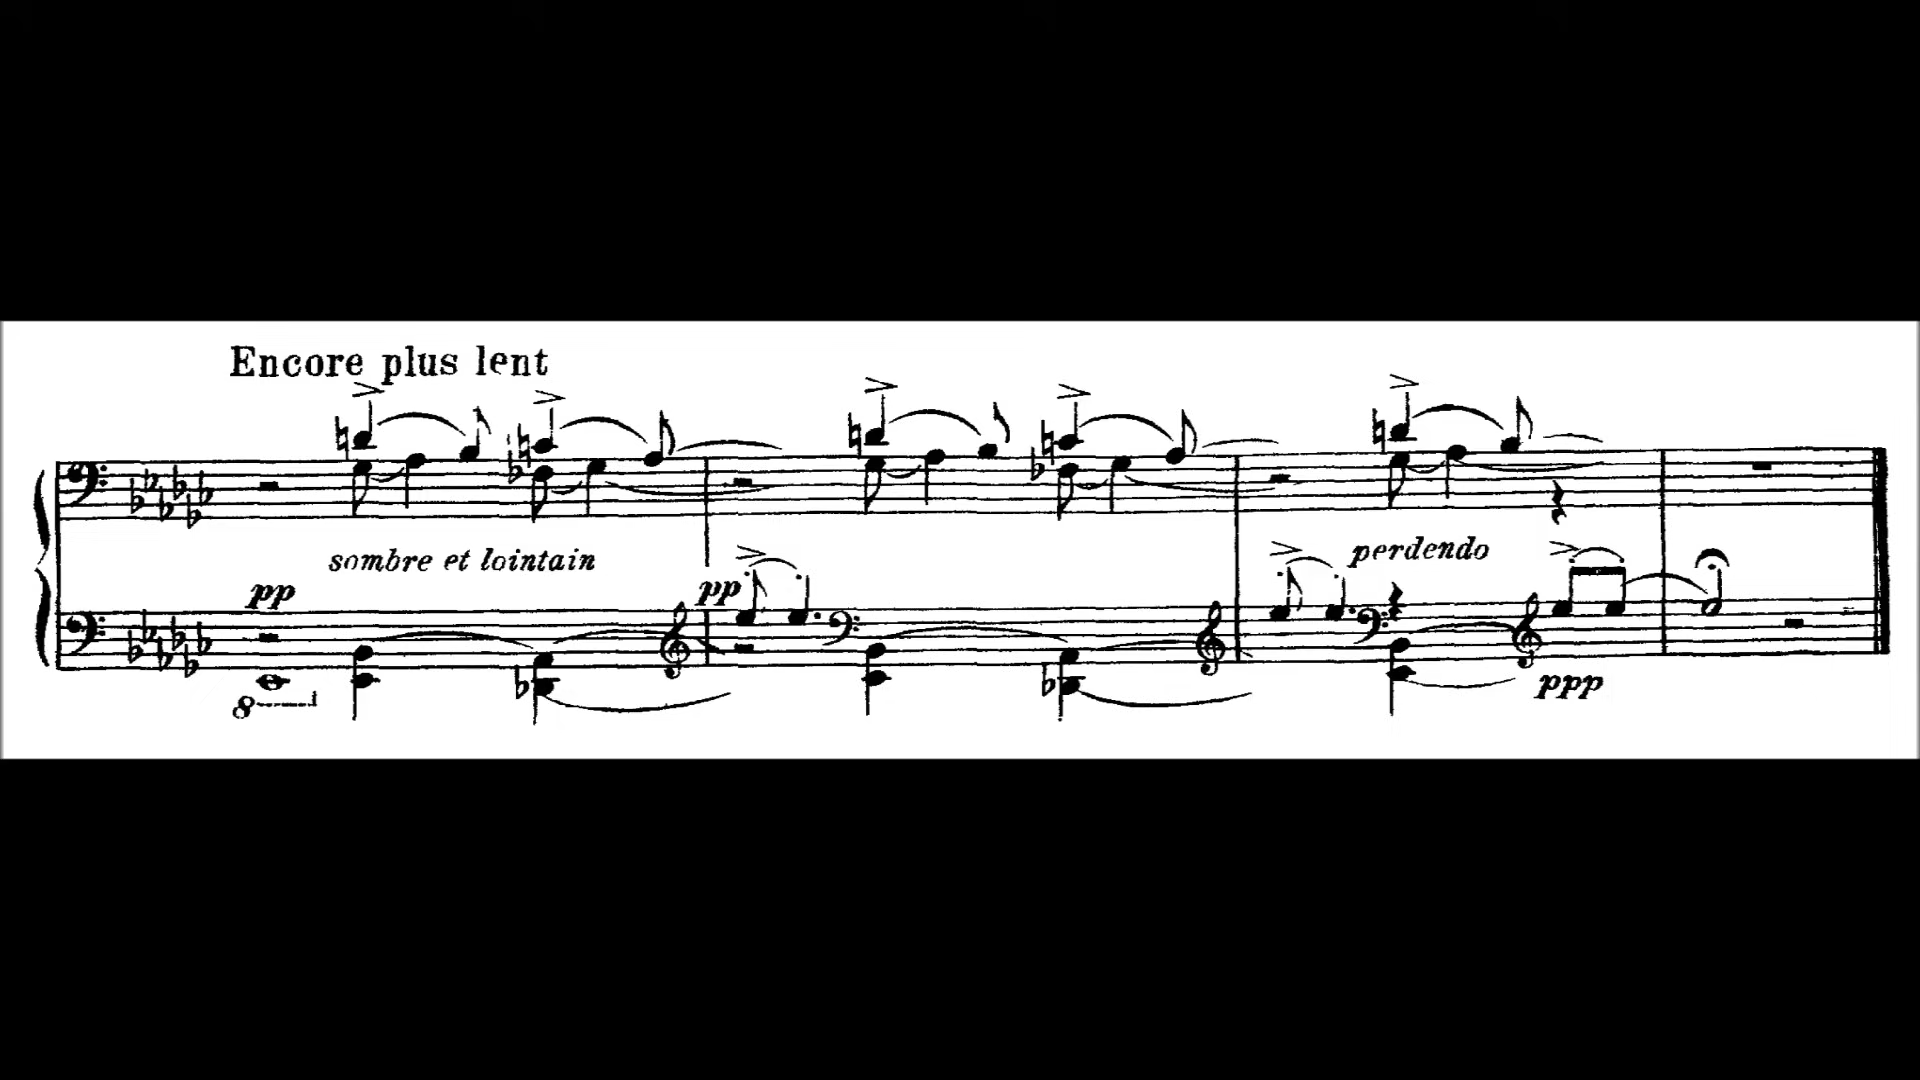 Encore plus lent
sombre et lointain
pp
pp
perdendo
8
ppp